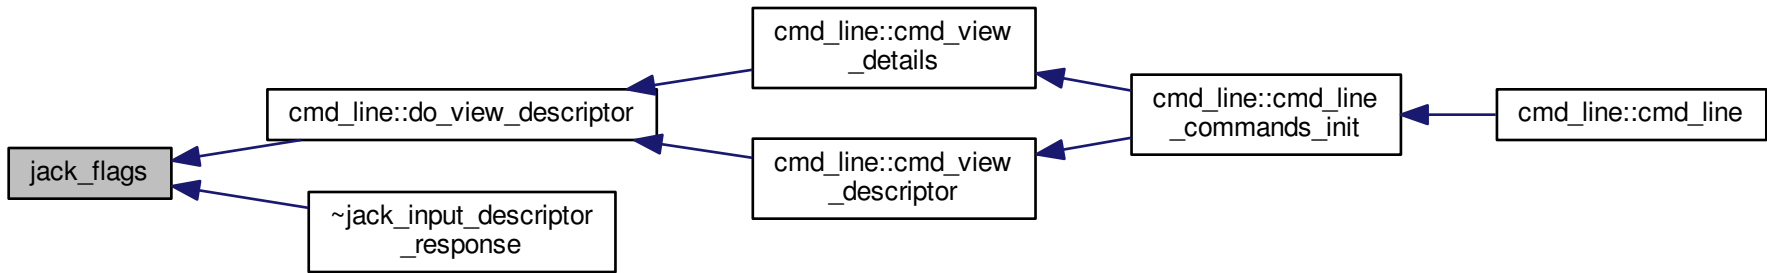 jack_flags
cmd_line::do_view_descriptor
~jack_input_descriptor
_response
cmd_line::cmd_view
_details
cmd_line::cmd_view
_descriptor
cmd_line::cmd_line
_commands_init
cmd_line::cmd_line